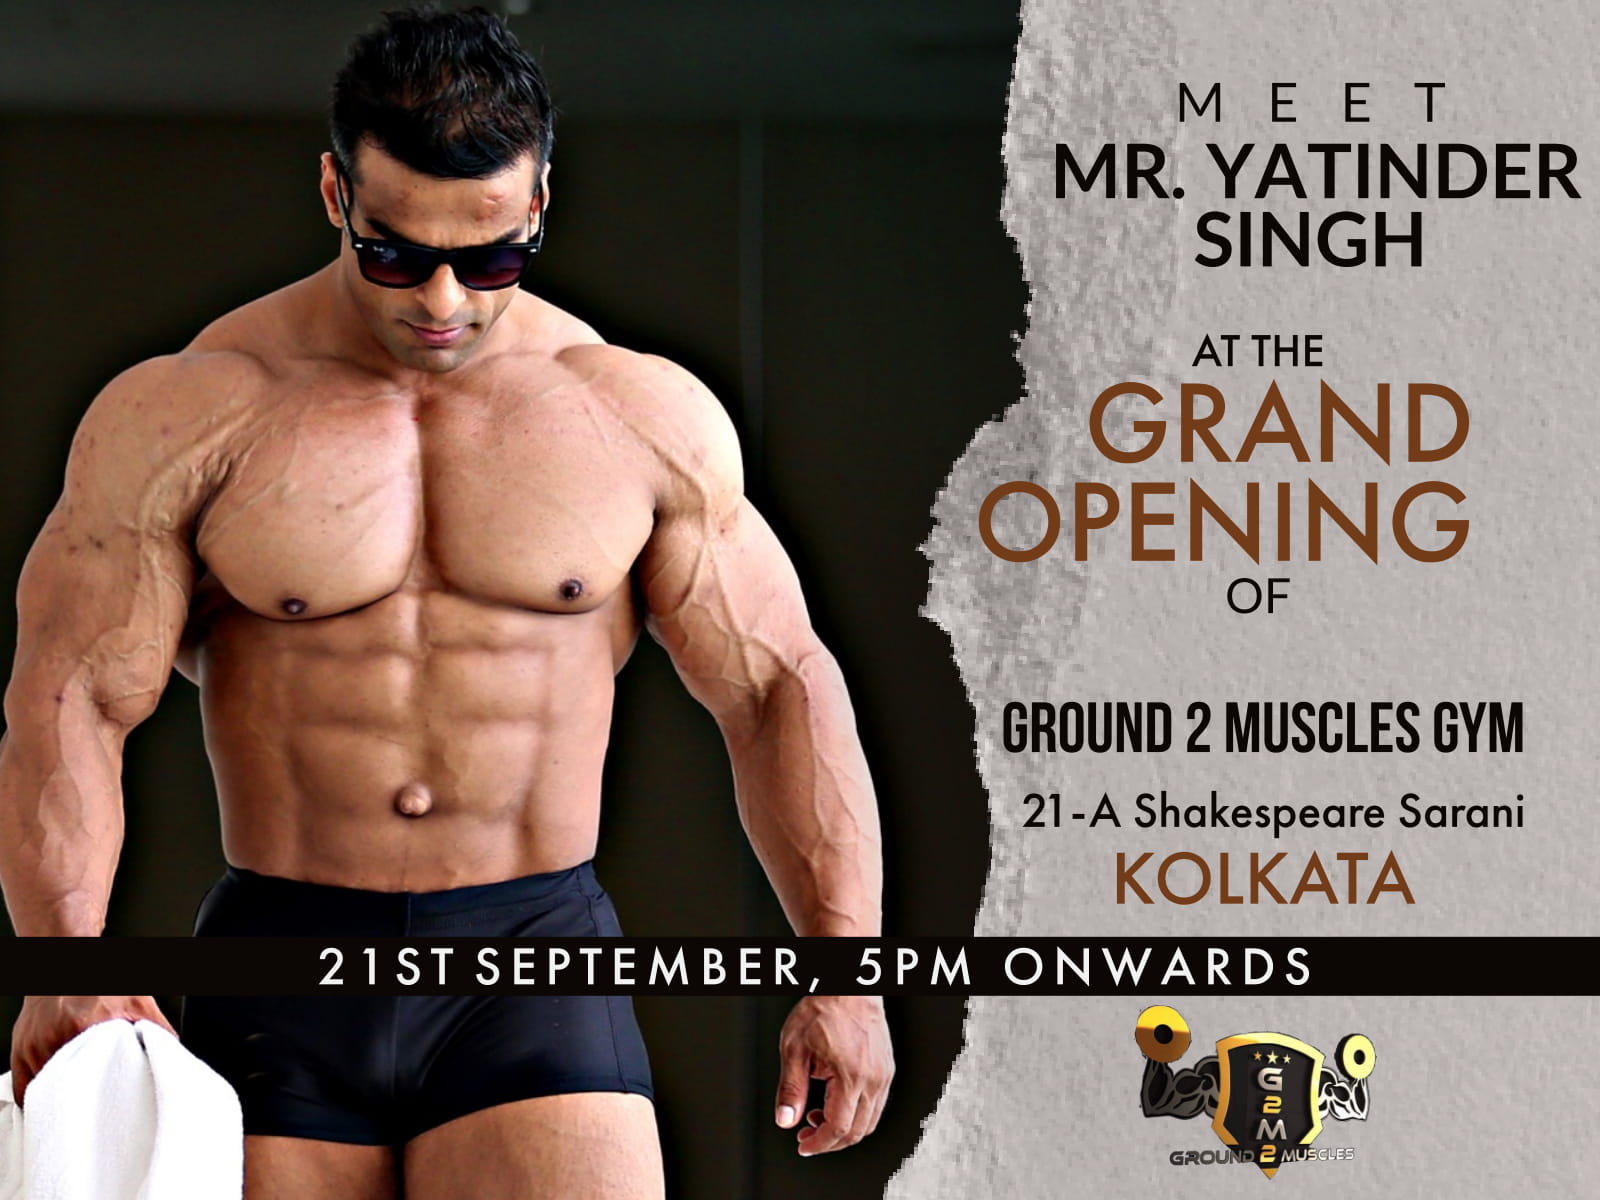 MEET
MR. YATINDER
SINGH
AT THE
GRAND
OPENING
OF
GROUND 2 MUSCLES GYM
21-A Shakespeare Sarani
KOLKATA
21ST SEPTEMBER, 5PM ONWARDS
G
2
M
GROUND 2 MUSCLES